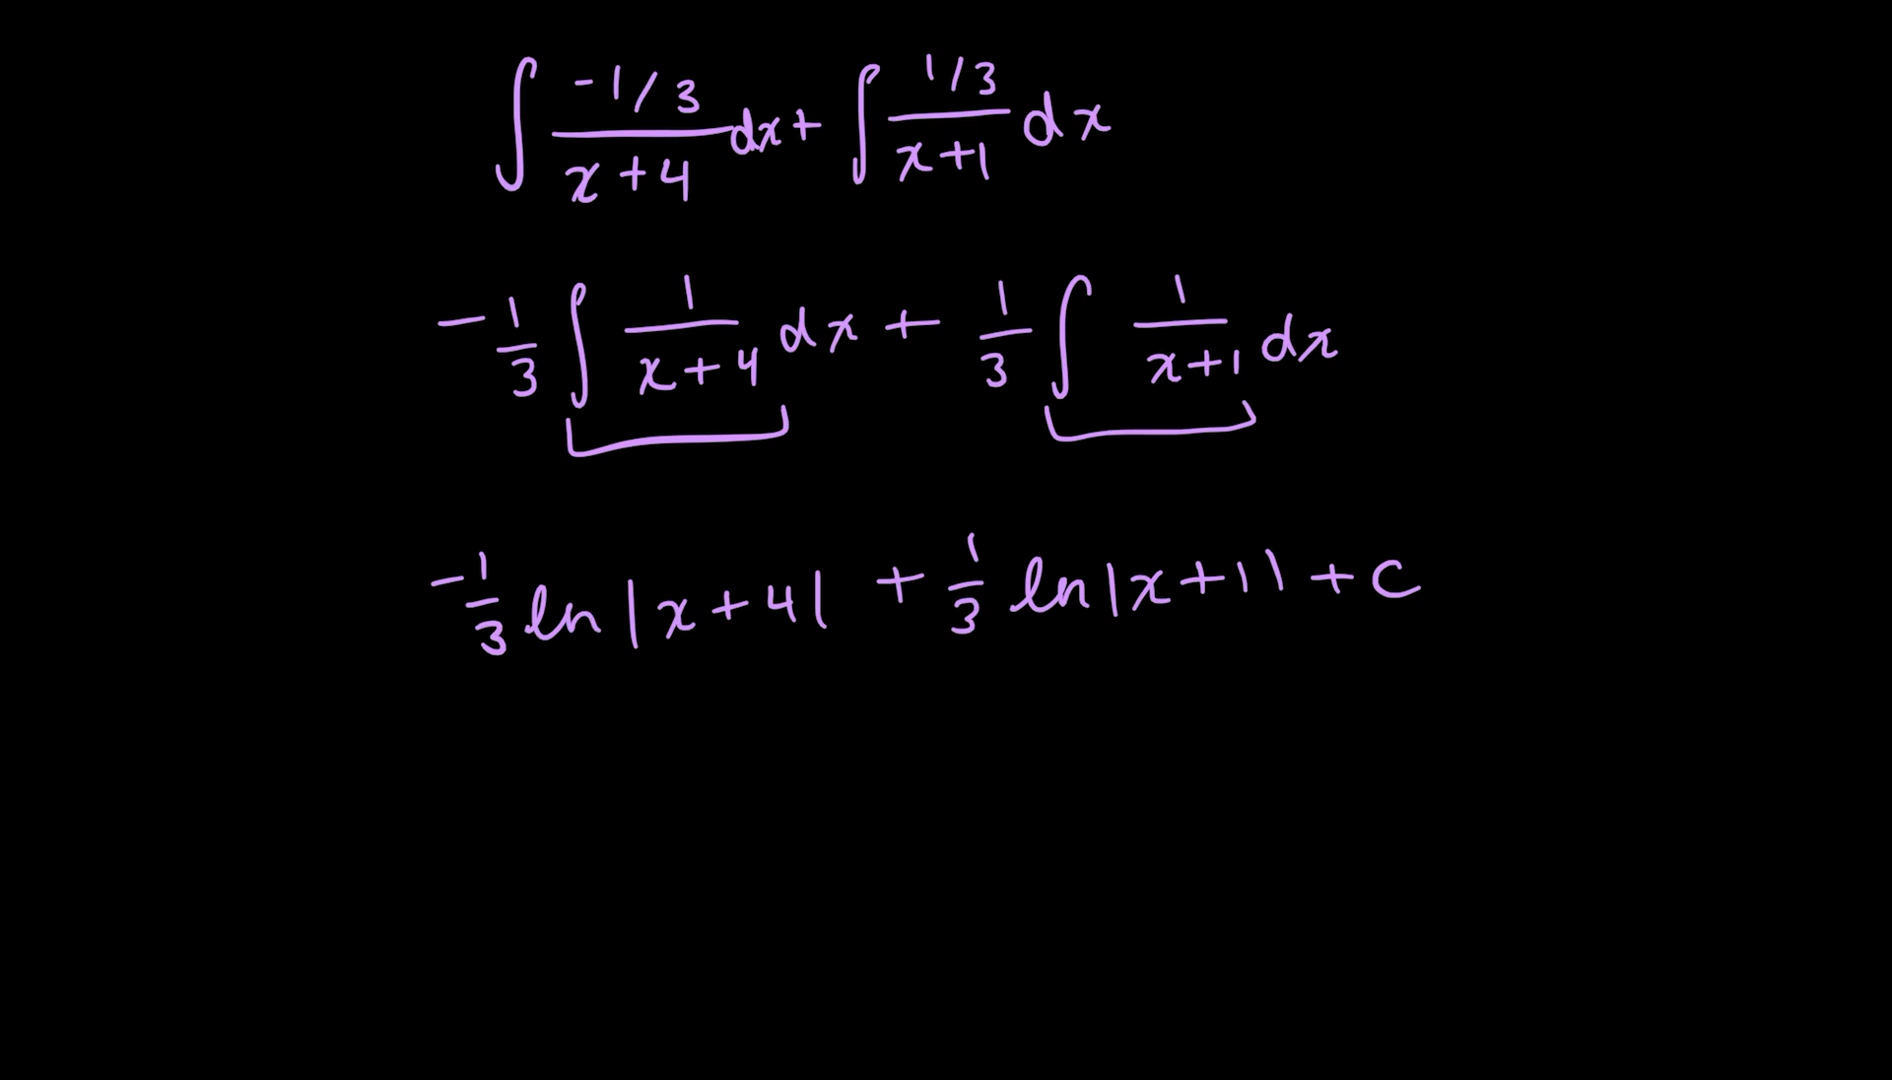 ∫ -1/3 / x+4 dx + ∫ 1/3 / x+1 dx
- 1/3 ∫ 1 / x+4 dx + 1/3 ∫ 1 / x+1 dx
- 1/3 ln |x+4| + 1/3 ln |x+1| + C